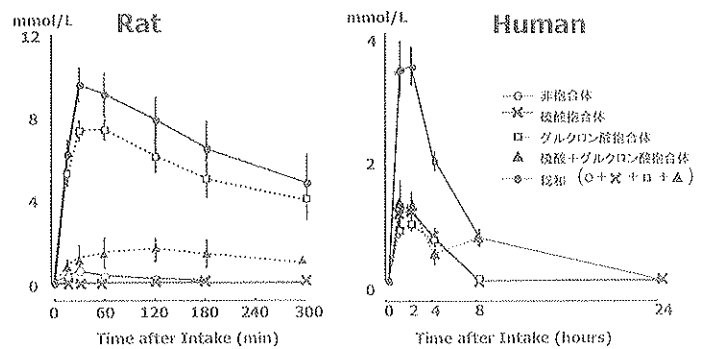 mmol/L
Rat
12
8
4
0
0
60
120
180
240
300
Time after Intake (min)
mmol/L
Human
4
2
0
0
2
4
8
24
Time after Intake (hours)
非抱合体
硫酸抱合体
グルクロン酸抱合体
硫酸+グルクロン酸抱合体
総和 (o+×+□+△)